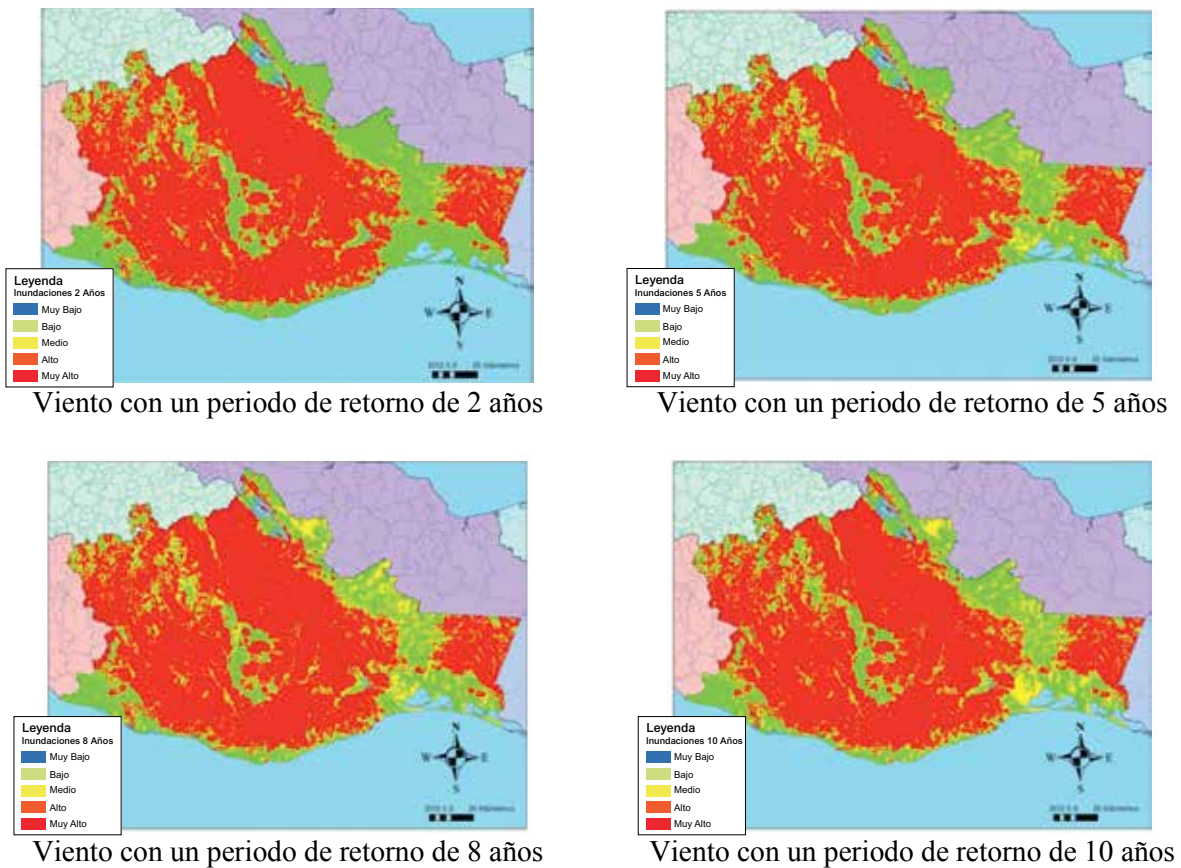 N
W E
S
Leyenda
Inundaciones 2 Años
Muy Bajo
Bajo
Medio
Alto
Muy Alto
Viento con un periodo de retorno de 2 años
N
W E
S
Leyenda
Inundaciones 5 Años
Muy Bajo
Bajo
Medio
Alto
Muy Alto
Viento con un periodo de retorno de 5 años
N
W E
S
Leyenda
Inundaciones 8 Años
Muy Bajo
Bajo
Medio
Alto
Muy Alto
Viento con un periodo de retorno de 8 años
N
W E
S
Leyenda
Inundaciones 10 Años
Muy Bajo
Bajo
Medio
Alto
Muy Alto
Viento con un periodo de retorno de 10 años